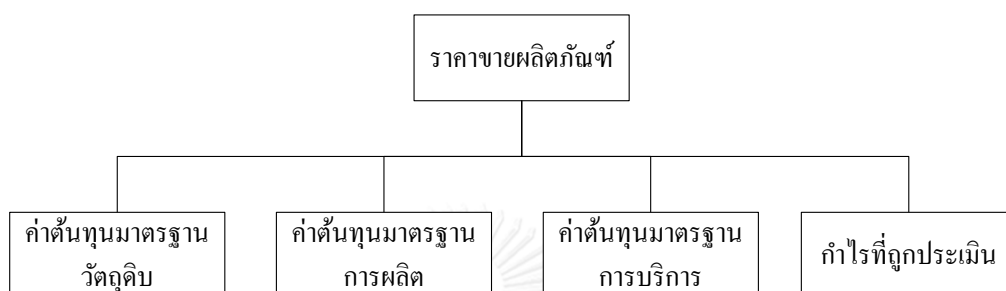 ราคาขายผลิตภัณฑ์
ค่าต้นทุนมาตรฐาน
วัตถุดิบ
ค่าต้นทุนมาตรฐาน
การผลิต
ค่าต้นทุนมาตรฐาน
การบริการ
กำไรที่ถูกประเมิน